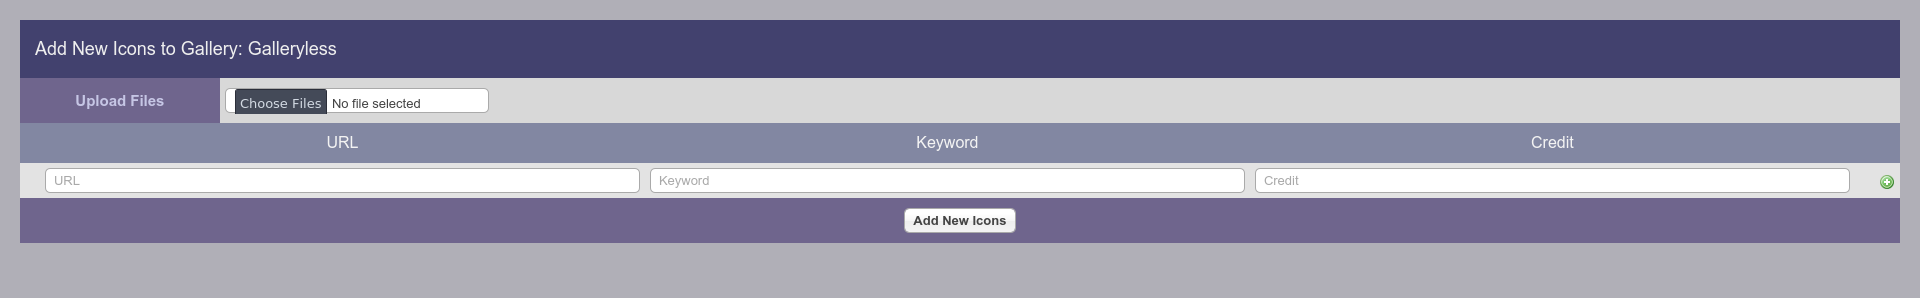 Add New Icons to Gallery: Galleryless
Upload Files Choose Files No file selected
URL Keyword Credit
URL Keyword Credit
Add New Icons